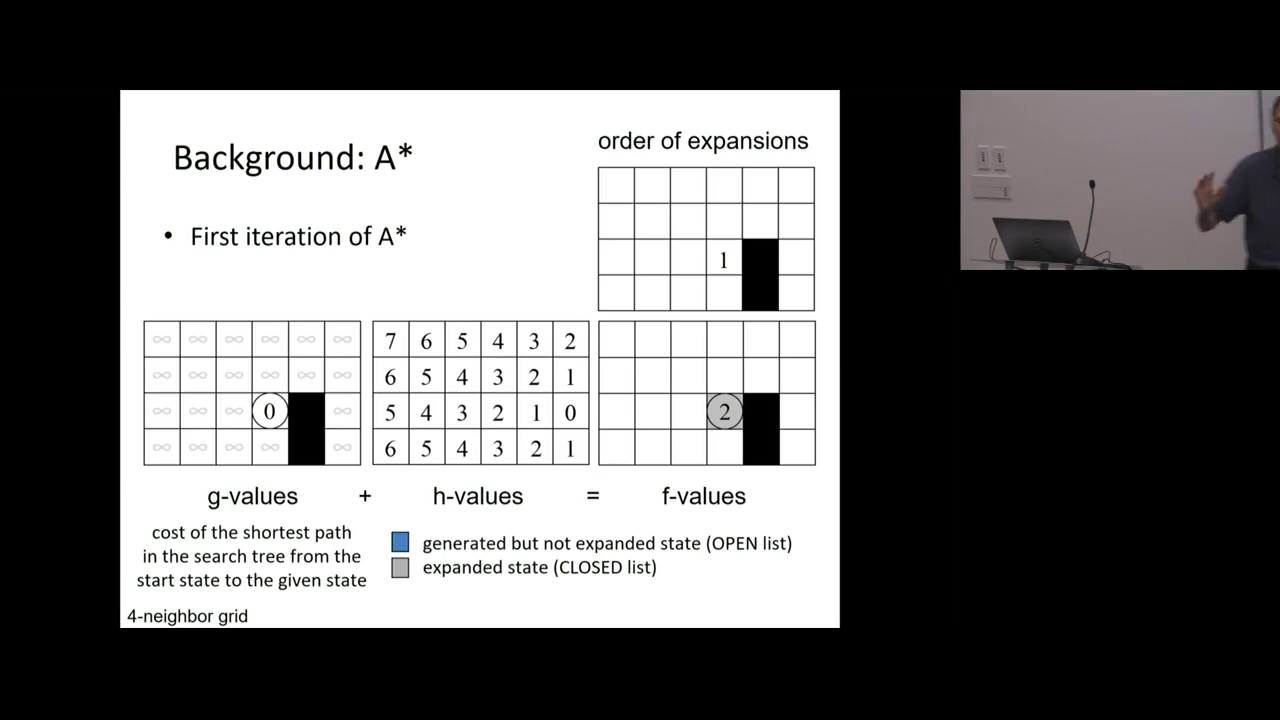 Background: A*
order of expansions
• First iteration of A*
1
∞ ∞ ∞ ∞ ∞ ∞
∞ ∞ ∞ ∞ ∞ ∞
∞ ∞ ∞ 0 ∞
∞ ∞ ∞ ∞ ∞
7 6 5 4 3 2
6 5 4 3 2 1
5 4 3 2 1 0
6 5 4 3 2 1
2
g-values + h-values = f-values
cost of the shortest path
in the search tree from the
start state to the given state
generated but not expanded state (OPEN list)
expanded state (CLOSED list)
4-neighbor grid